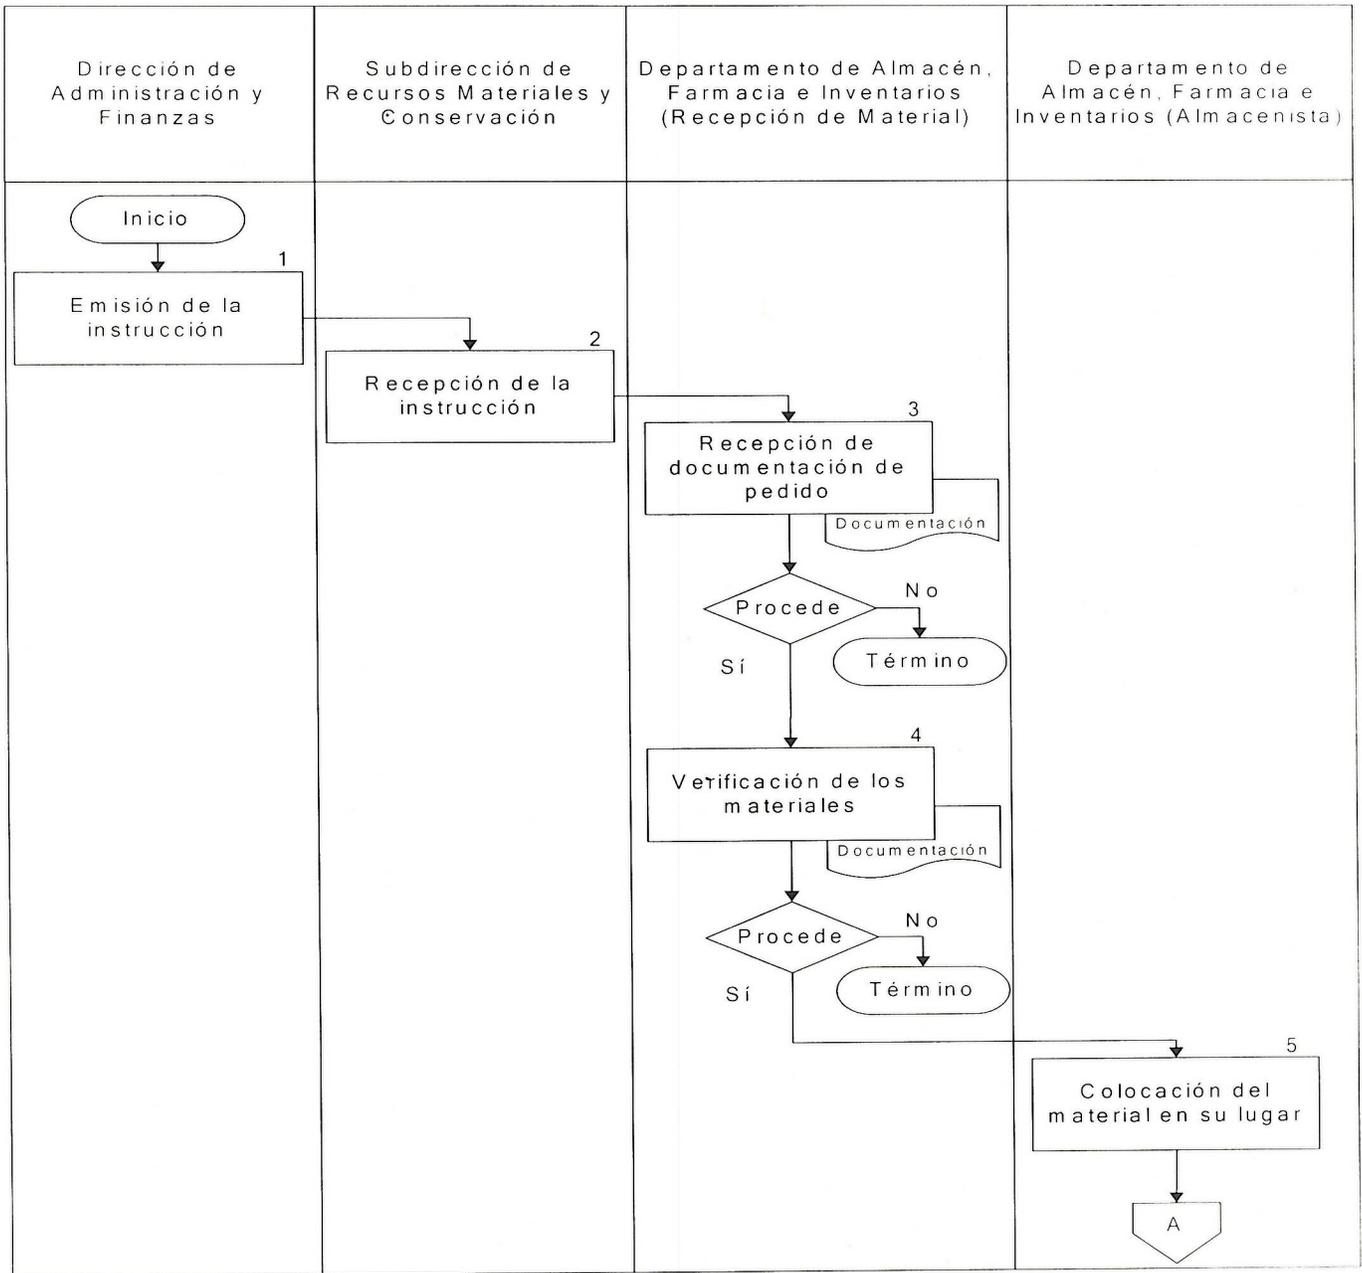 Dirección de
Administración y
Finanzas
Subdirección de
Recursos Materiales y
Conservación
Departamento de Almacén,
Farmacia e Inventarios
(Recepción de Material)
Departamento de
Almacén, Farmacia e
Inventarios (Almacenista)
Inicio
1
Emisión de la
instrucción
2
Recepción de la
instrucción
3
Recepción de
documentación de
pedido
Documentación
Procede
No
Término
Sí
4
Verificación de los
materiales
Documentación
Procede
No
Término
Sí
5
Colocación del
material en su lugar
A